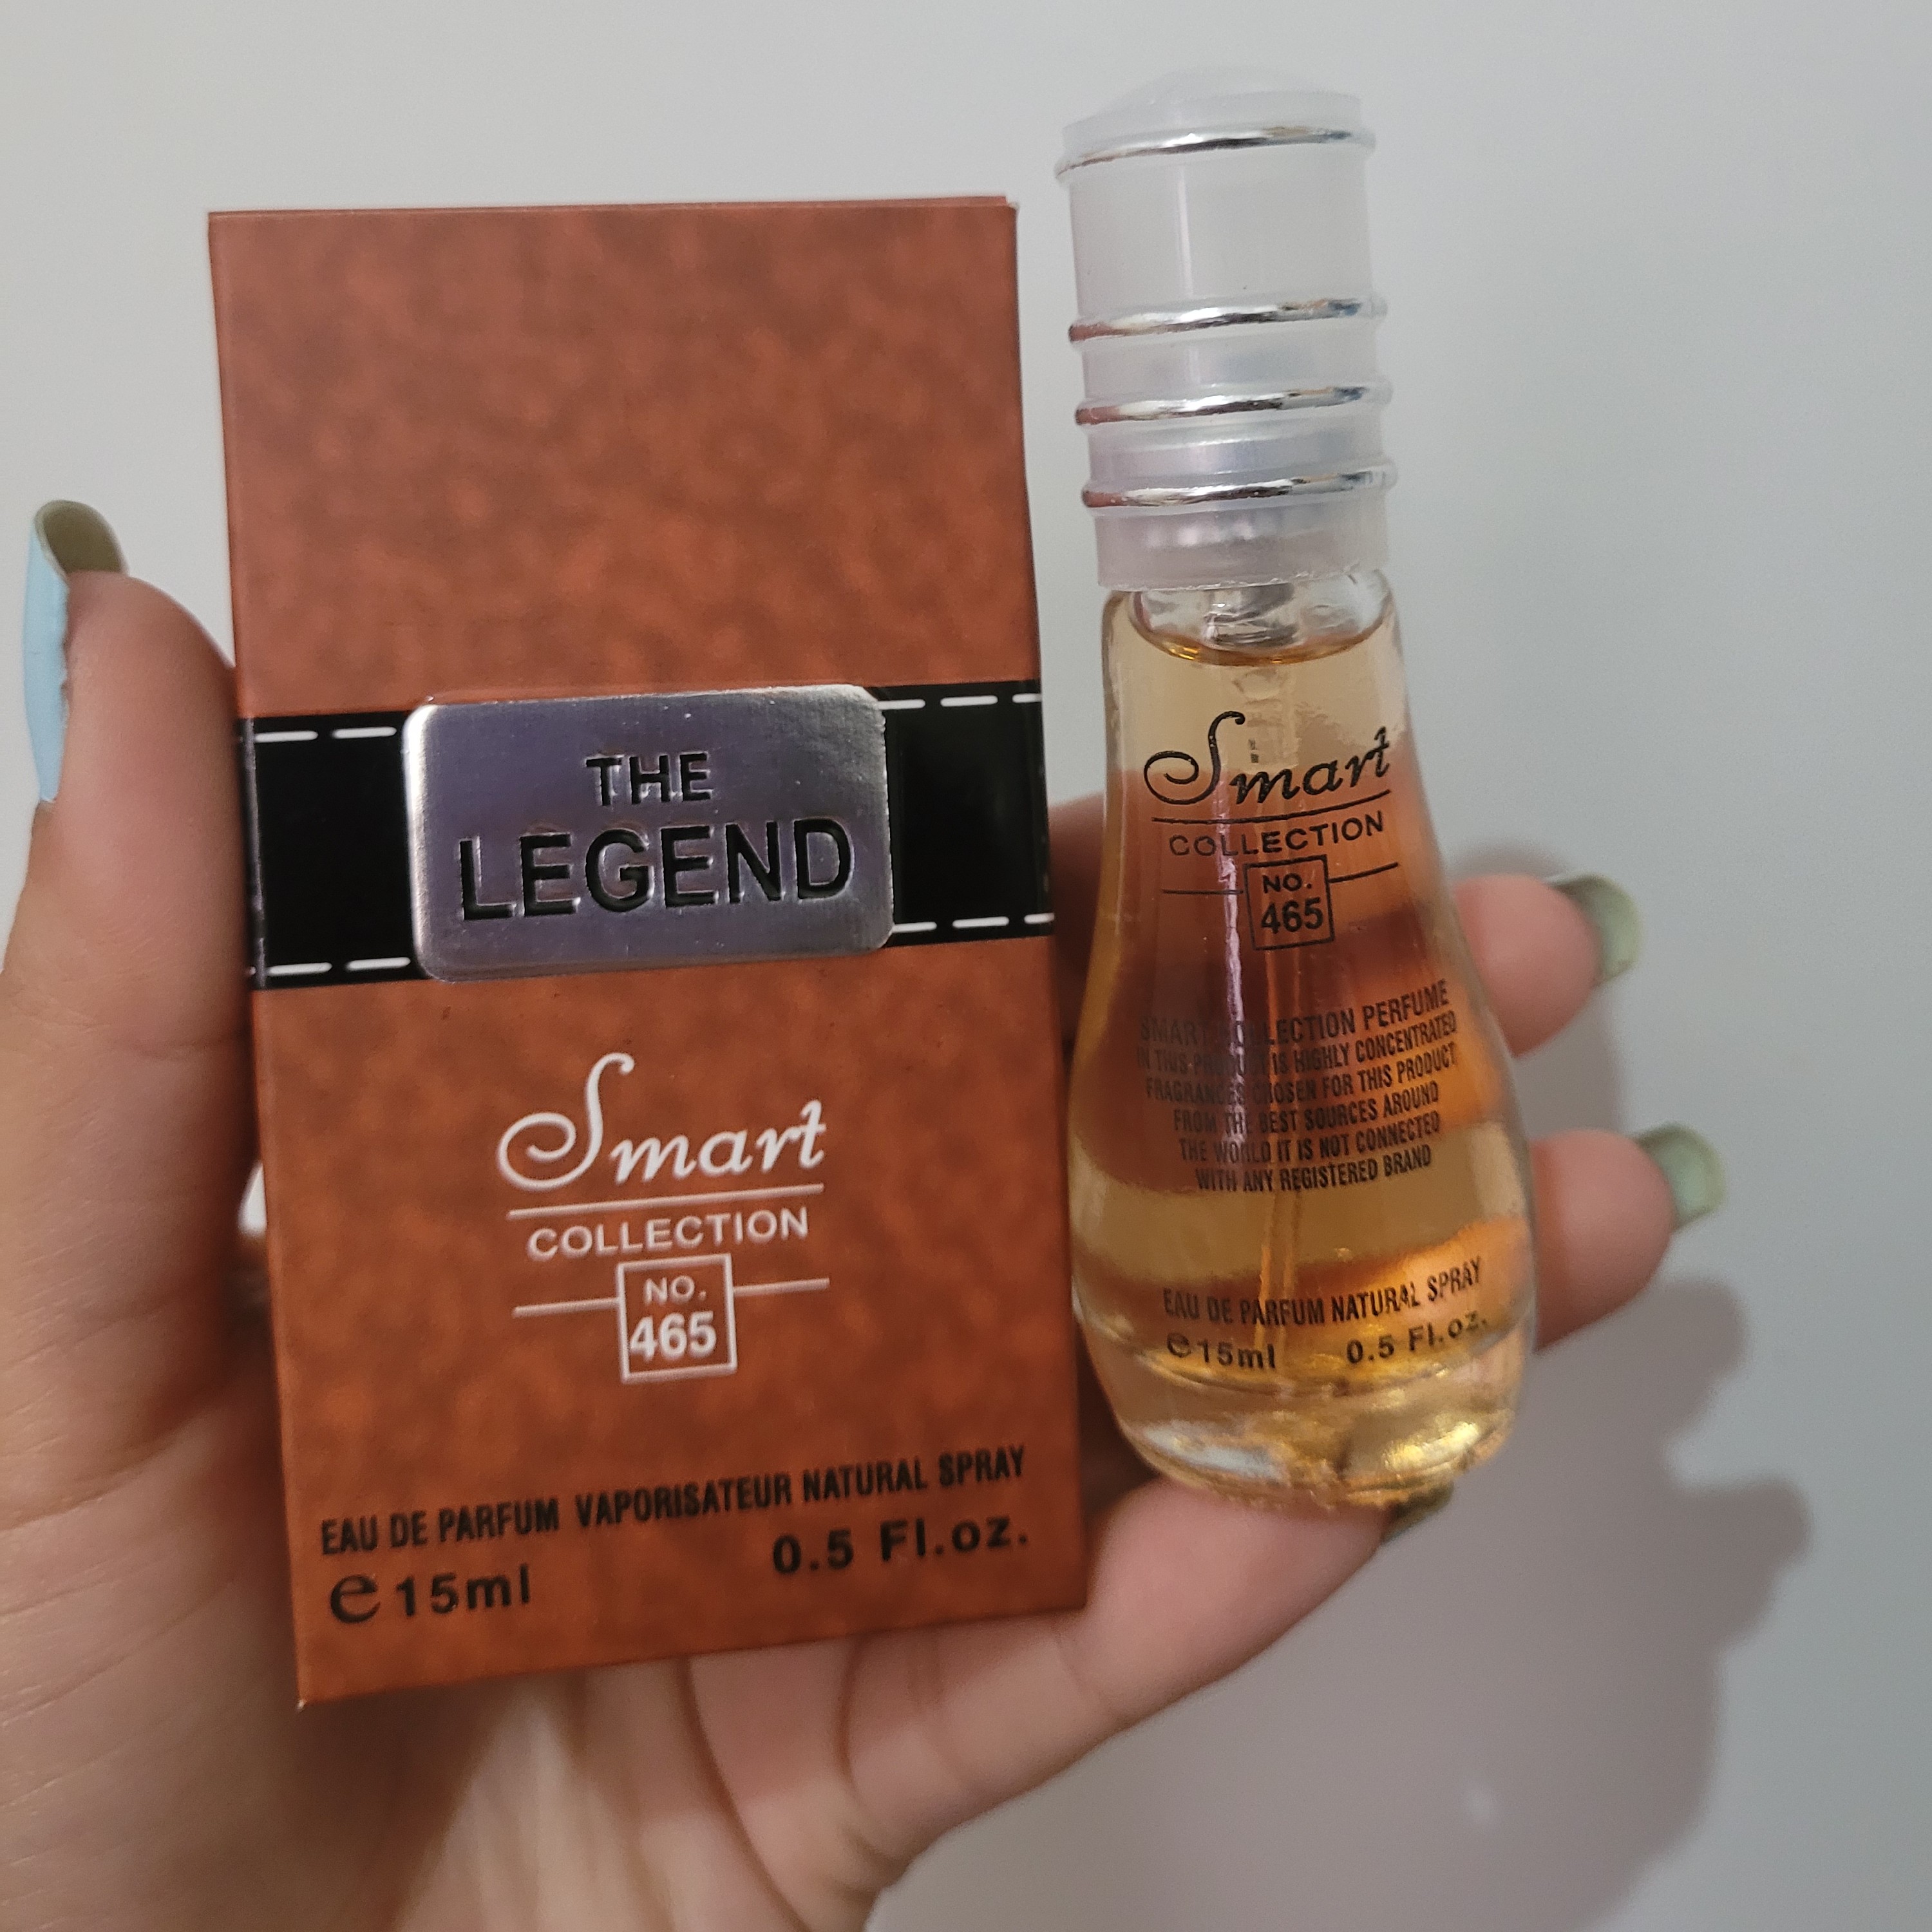 THE
LEGEND
Smart
COLLECTION
NO.
465
EAU DE PARFUM VAPORISATEUR NATURAL SPRAY
e 15ml 0.5 Fl.oz.
Smart
COLLECTION
NO.
465
SMART COLLECTION PERFUME
IN THIS PRODUCT IS HIGHLY CONCENTRATED
FRAGRANCES CHOSEN FOR THIS PRODUCT
FROM THE BEST SOURCES AROUND
THE WORLD IT IS NOT CONNECTED
WITH ANY REGISTERED BRAND
EAU DE PARFUM NATURAL SPRAY
e 15ml 0.5 Fl.oz.